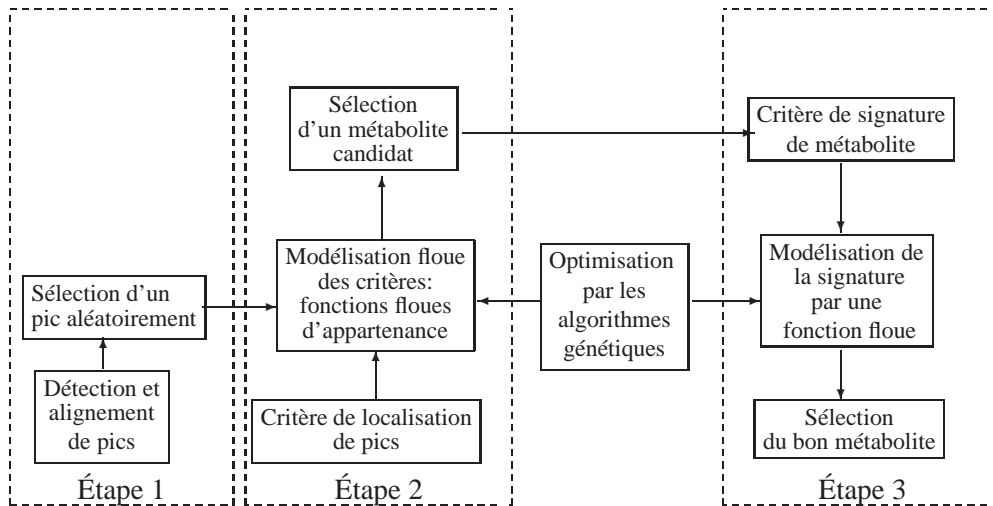 Sélection
d'un métabolite
candidat
Critère de signature
de métabolite
Modélisation floue
des critères:
fonctions floues
d'appartenance
Optimisation
par les
algorithmes
génétiques
Modélisation de
la signature
par une
fonction floue
Sélection d'un
pic aléatoirement
Détection et
alignement
de pics
Critère de localisation
de pics
Sélection
du bon métabolite
Étape 1
Étape 2
Étape 3